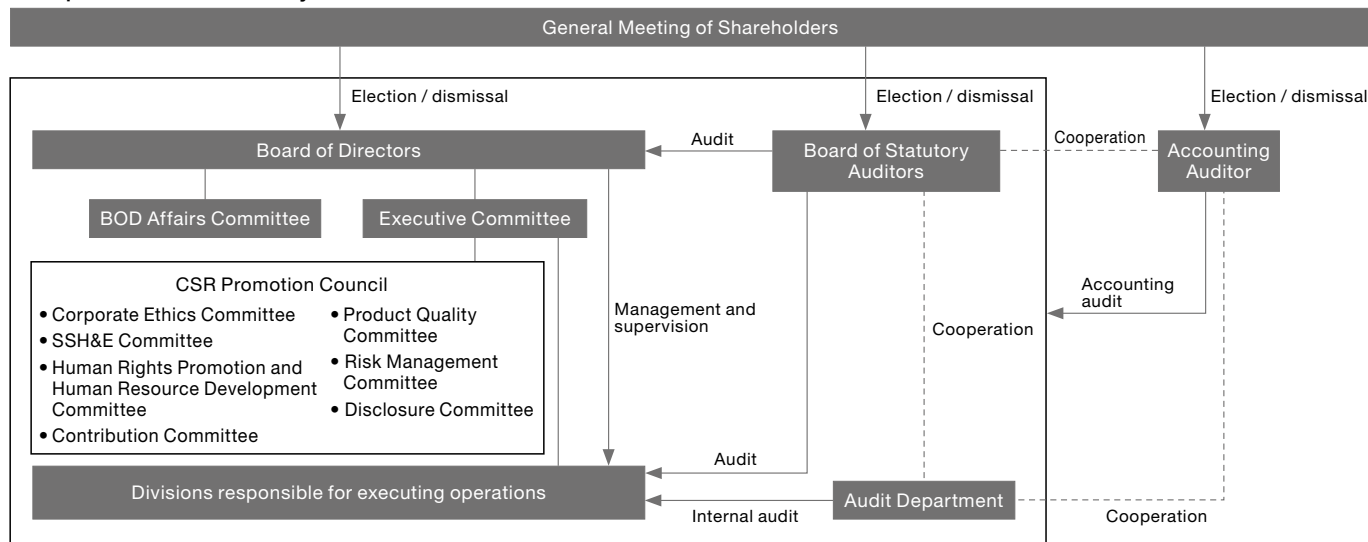 General Meeting of Shareholders
Election / dismissal
Election / dismissal
Election / dismissal
Board of Directors
Audit
Board of Statutory
Auditors
Cooperation
Accounting
Auditor
BOD Affairs Committee
Executive Committee
CSR Promotion Council
• Corporate Ethics Committee
• SSH&E Committee
• Human Rights Promotion and
Human Resource Development
Committee
• Contribution Committee
• Product Quality
Committee
• Risk Management
Committee
• Disclosure Committee
Management and
supervision
Cooperation
Accounting
audit
Divisions responsible for executing operations
Audit
Internal audit
Audit Department
Cooperation